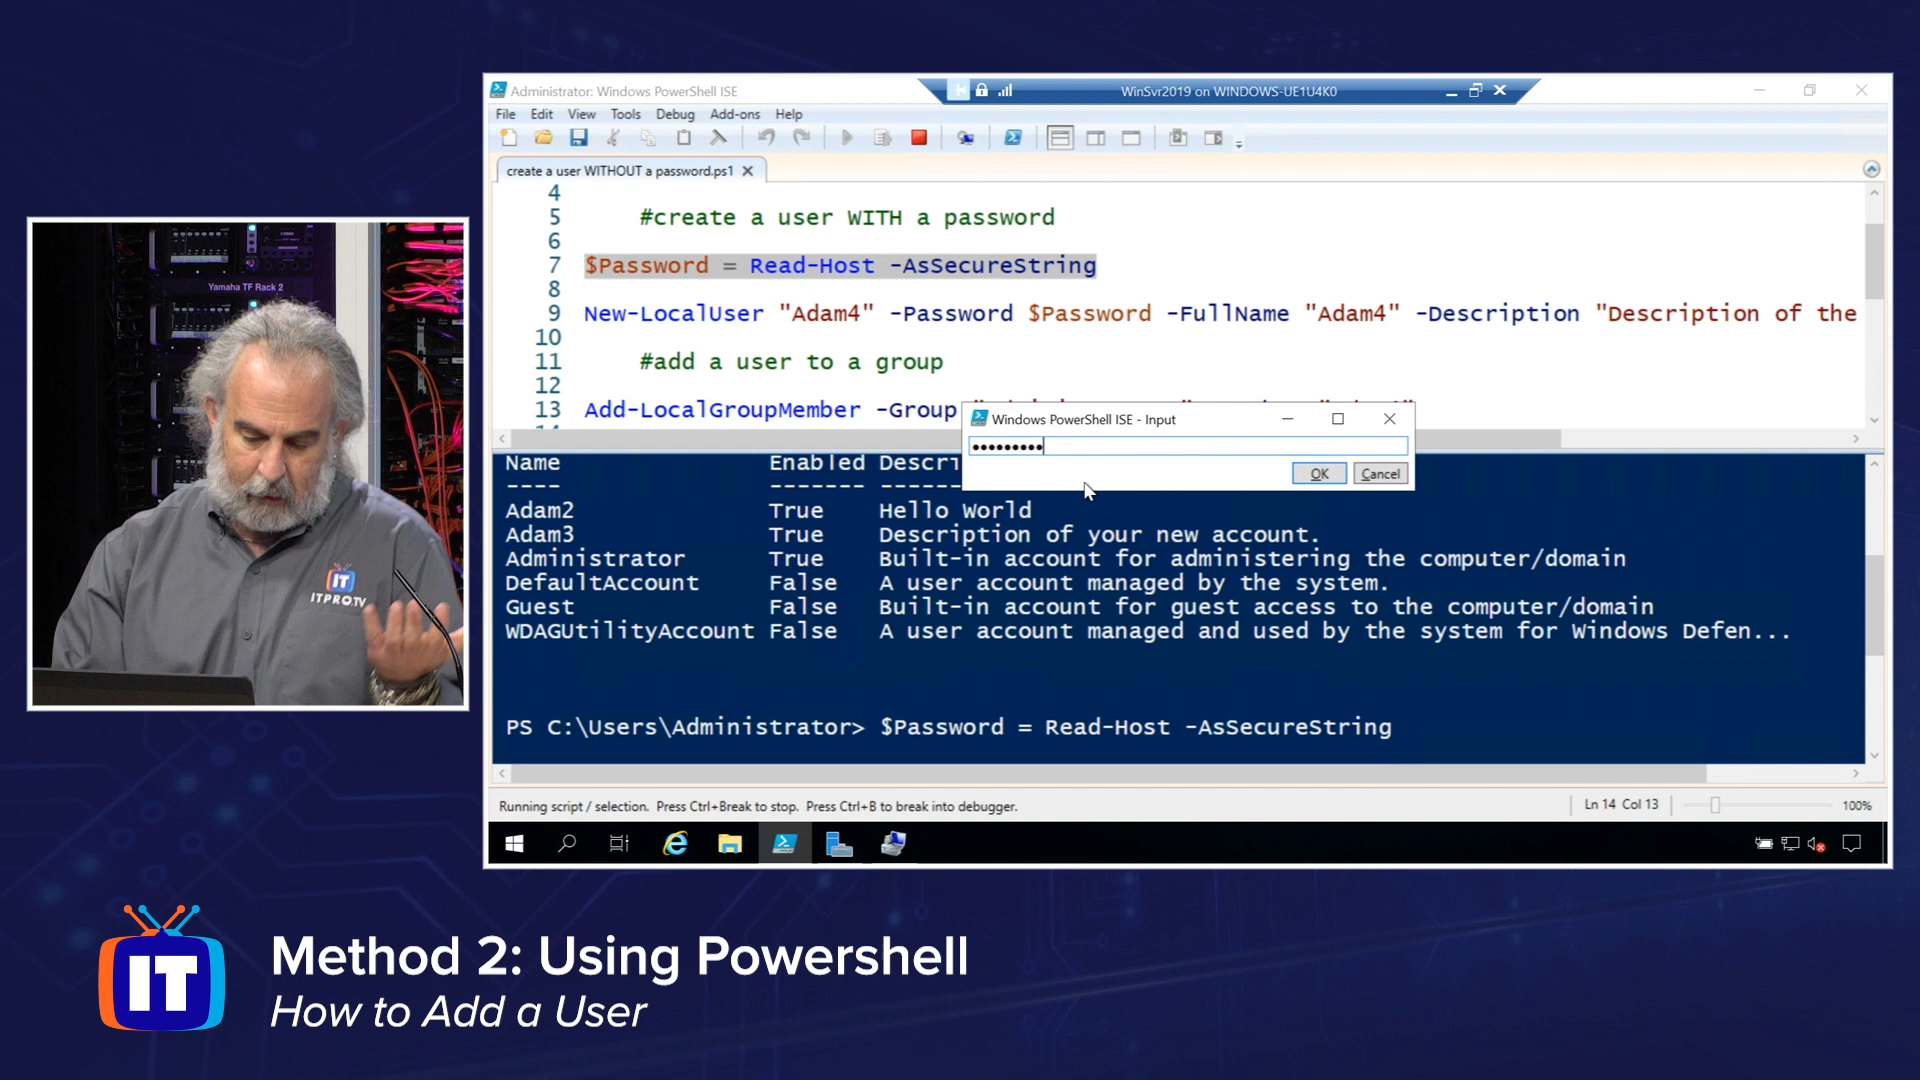 Administrator: Windows PowerShell ISE
WinSvr2019 on WINDOWS-UE1U4K0
File Edit View Tools Debug Add-ons Help
create a user WITHOUT a password.ps1
4
5 #create a user WITH a password
6
7 $Password = Read-Host -AsSecureString
8
9 New-LocalUser "Adam4" -Password $Password -FullName "Adam4" -Description "Description of the
10
11 #add a user to a group
12
13 Add-LocalGroupMember -Group
Windows PowerShell ISE - Input
●●●●●●●●●
OK Cancel
Name Enabled Descri
---- ------- ------
Adam2 True Hello World
Adam3 True Description of your new account.
Administrator True Built-in account for administering the computer/domain
DefaultAccount False A user account managed by the system.
Guest False Built-in account for guest access to the computer/domain
WDAGUtilityAccount False A user account managed and used by the system for Windows Defen...
PS C:\Users\Administrator> $Password = Read-Host -AsSecureString
Running script / selection. Press Ctrl+Break to stop. Press Ctrl+B to break into debugger.
Ln 14 Col 13
100%
Yamaha TF Rack 2
IT
ITPRO.TV
IT
Method 2: Using Powershell
How to Add a User